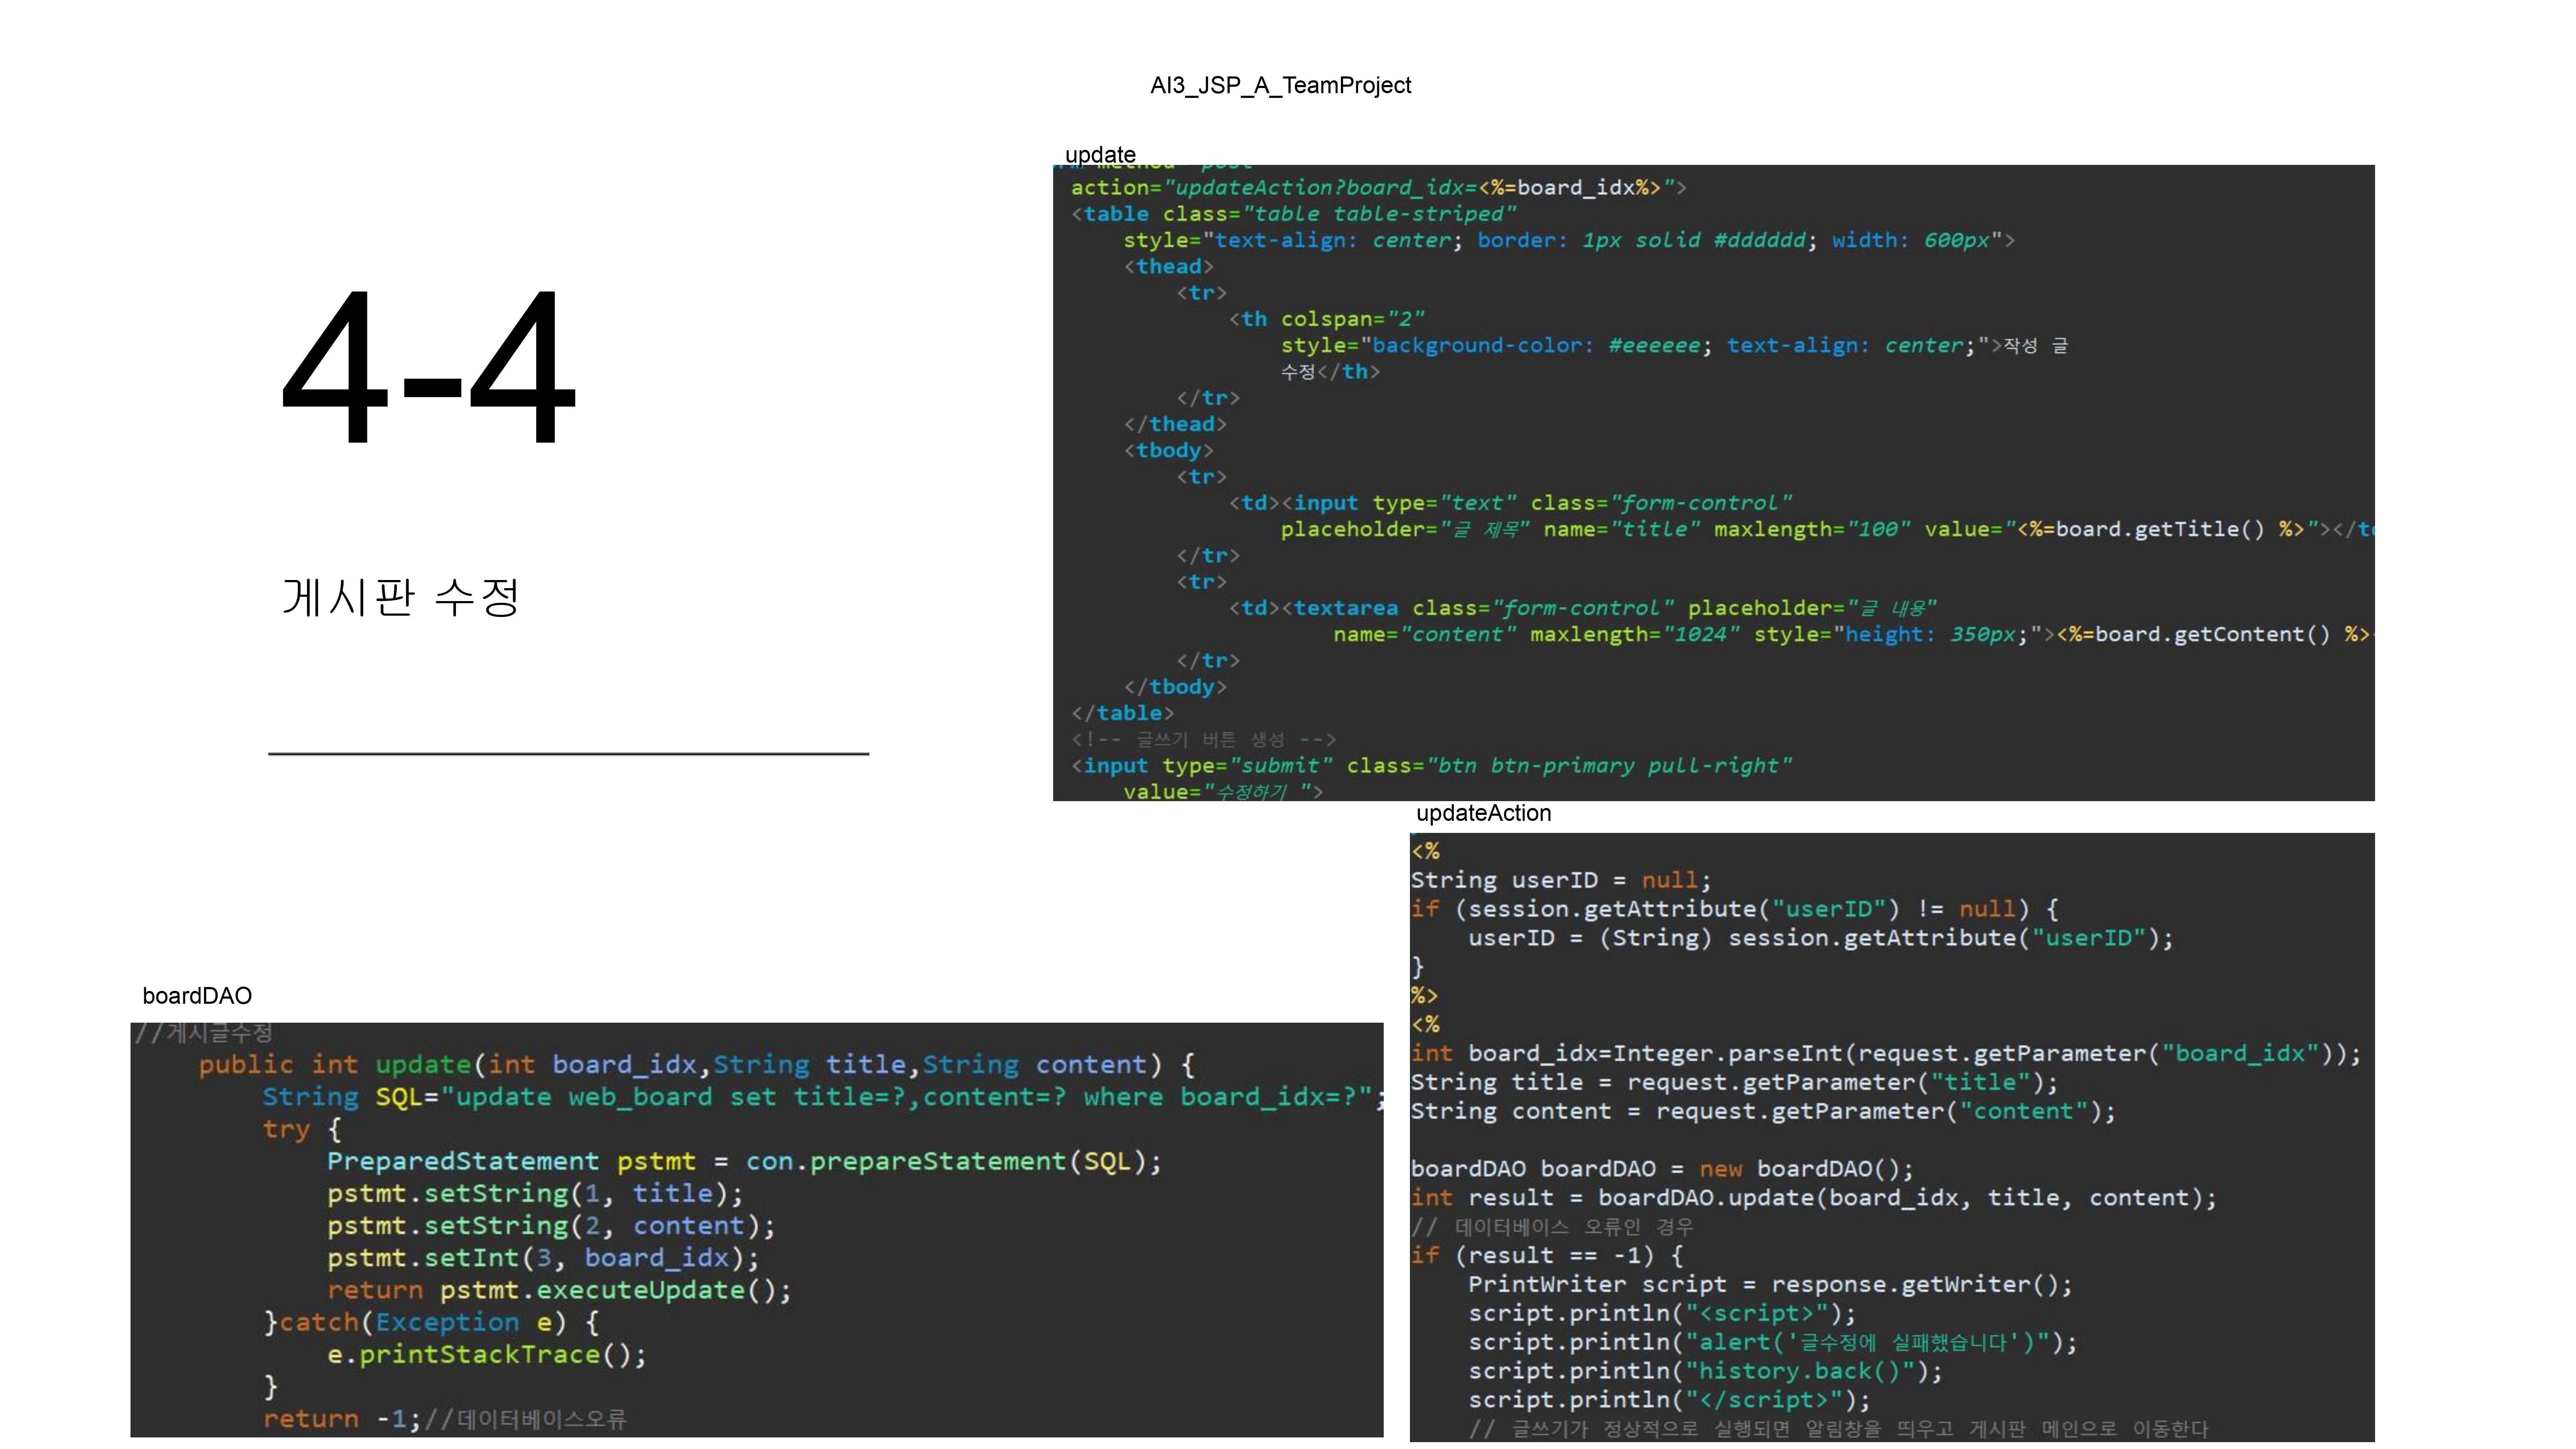 AI3_JSP_A_TeamProject
4-4
게시판 수정
update
action="updateAction?board_idx=<%=board_idx%>">
<table class="table table-striped"
style="text-align: center; border: 1px solid #dddddd; width: 600px">
<thead>
<tr>
<th colspan="2"
style="background-color: #eeeeee; text-align: center;">작성 글
수정</th>
</tr>
</thead>
<tbody>
<tr>
<td><input type="text" class="form-control"
placeholder="글 제목" name="title" maxlength="100" value="<%=board.getTitle() %>"></t
</tr>
<tr>
<td><textarea class="form-control" placeholder="글 내용"
name="content" maxlength="1024" style="height: 350px;"><%=board.getContent() %>
</tr>
</tbody>
</table>
<!-- 글쓰기 버튼 생성 -->
<input type="submit" class="btn btn-primary pull-right"
value="수정하기 ">
updateAction
<%
String userID = null;
if (session.getAttribute("userID") != null) {
userID = (String) session.getAttribute("userID");
}
%>
<%
int board_idx=Integer.parseInt(request.getParameter("board_idx"));
String title = request.getParameter("title");
String content = request.getParameter("content");
boardDAO boardDAO = new boardDAO();
int result = boardDAO.update(board_idx, title, content);
// 데이터베이스 오류인 경우
if (result == -1) {
PrintWriter script = response.getWriter();
script.println("<script>");
script.println("alert('글수정에 실패했습니다')");
script.println("history.back()");
script.println("</script>");
// 글쓰기가 정상적으로 실행되면 알림창을 띄우고 게시판 메인으로 이동한다
boardDAO
//게시글수정
public int update(int board_idx,String title,String content) {
String SQL="update web_board set title=?,content=? where board_idx=?";
try {
PreparedStatement pstmt = con.prepareStatement(SQL);
pstmt.setString(1, title);
pstmt.setString(2, content);
pstmt.setInt(3, board_idx);
return pstmt.executeUpdate();
}catch(Exception e) {
e.printStackTrace();
}
return -1;//데이터베이스오류